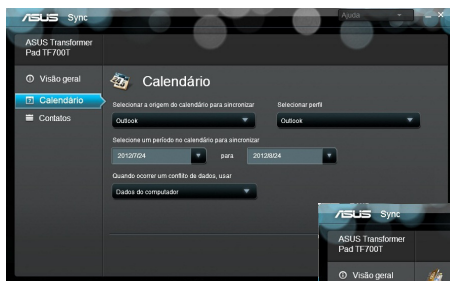 ASUS Sync
Ajuda
ASUS Transformer
Pad TF700T
Visão geral
Calendário
Contatos
Calendário
Selecionar a origem do calendário para sincronizar
Selecionar perfil
Outlook
Outlook
Selecione um período no calendário para sincronizar
2012/7/24
para
2012/8/24
Quando ocorrer um conflito de dados, usar
Dados do computador
ASUS Sync
ASUS Transformer
Pad TF700T
Visão geral